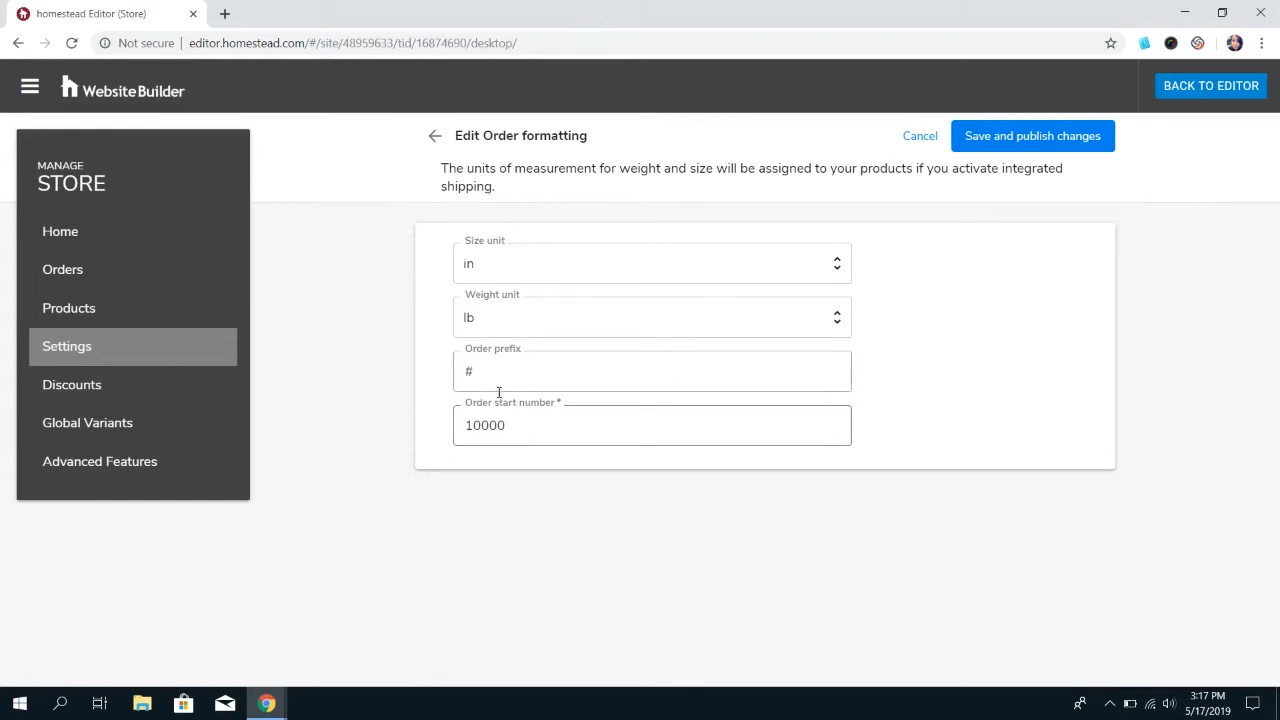 homestead Editor (Store)
Not secure
editor.homestead.com/#/site/48959633/tid/16874690/desktop/
WebsiteBuilder
BACK TO EDITOR
MANAGE
STORE
Home
Orders
Products
Settings
Discounts
Global Variants
Advanced Features
Edit Order formatting
Cancel
Save and publish changes
The units of measurement for weight and size will be assigned to your products if you activate integrated
shipping.
Size unit
in
Weight unit
lb
Order prefix
#
Order start number *
10000
3:17 PM
5/17/2019